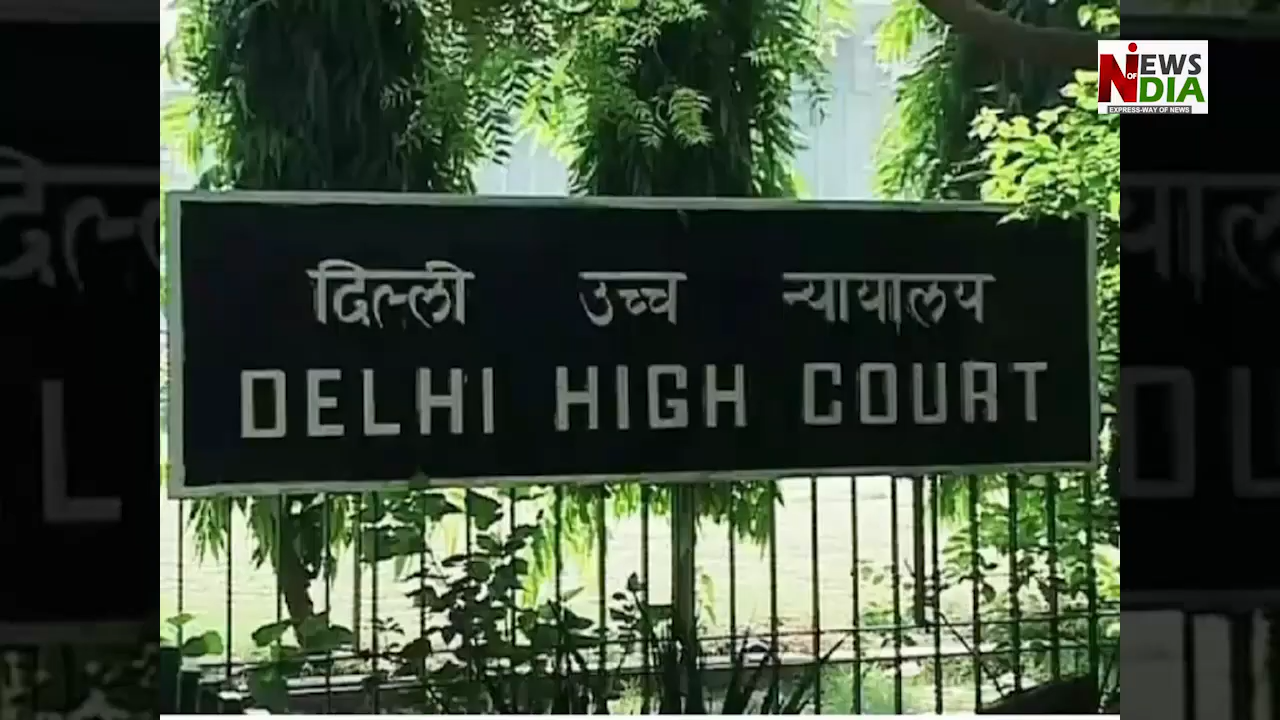 NEWS
OF
INDIA
EXPRESS-WAY OF NEWS
दिल्ली उच्च न्यायालय
DELHI HIGH COURT